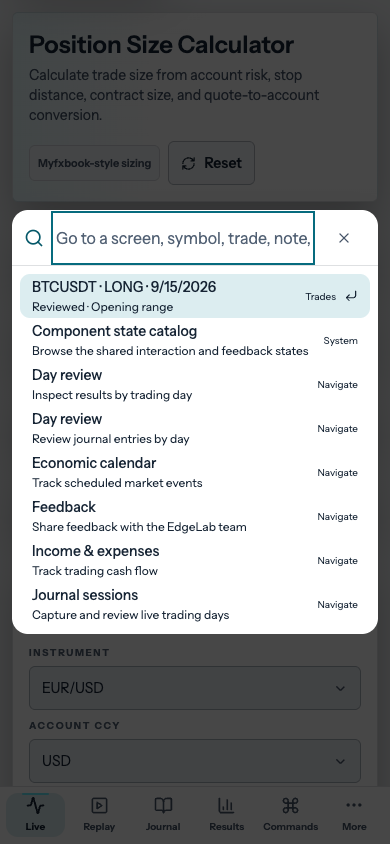 Position Size Calculator
Calculate trade size from account risk, stop
distance, contract size, and quote-to-account
conversion.
Myfxbook-style sizing
Reset
Go to a screen, symbol, trade, note,
BTCUSDT · LONG · 9/15/2026
Reviewed · Opening range
Trades
Component state catalog
Browse the shared interaction and feedback states
System
Day review
Inspect results by trading day
Navigate
Day review
Review journal entries by day
Navigate
Economic calendar
Track scheduled market events
Navigate
Feedback
Share feedback with the EdgeLab team
Navigate
Income & expenses
Track trading cash flow
Navigate
Journal sessions
Capture and review live trading days
Navigate
INSTRUMENT
EUR/USD
ACCOUNT CCY
USD
Live
Replay
Journal
Results
Commands
More